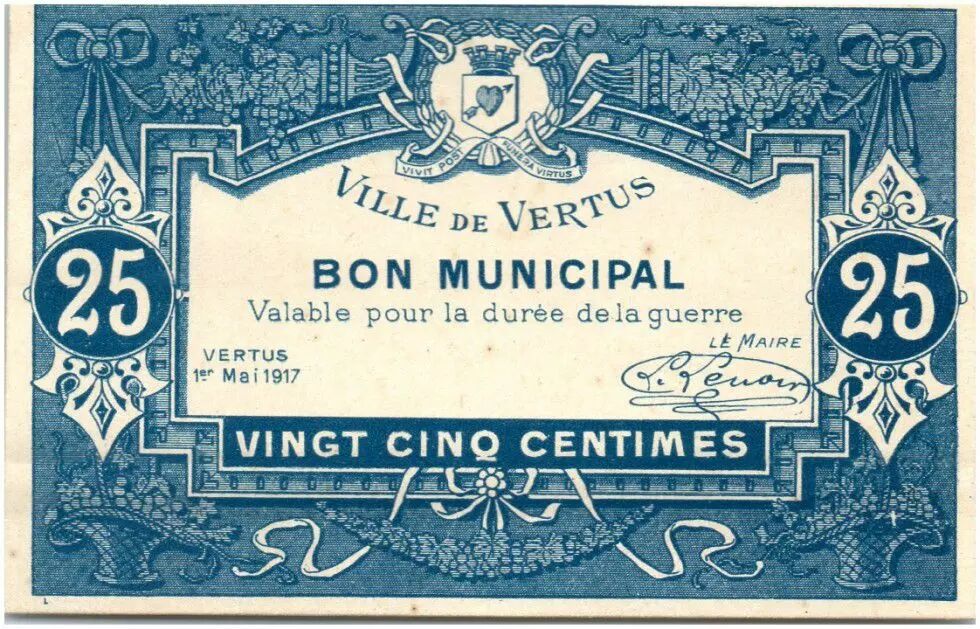 VIVIT POST FUNERA VIRTUS
VILLE DE VERTUS
BON MUNICIPAL
Valable pour la durée de la guerre
LE MAIRE
VERTUS
1er Mai 1917
L. Lenoir
25
25
VINGT CINQ CENTIMES